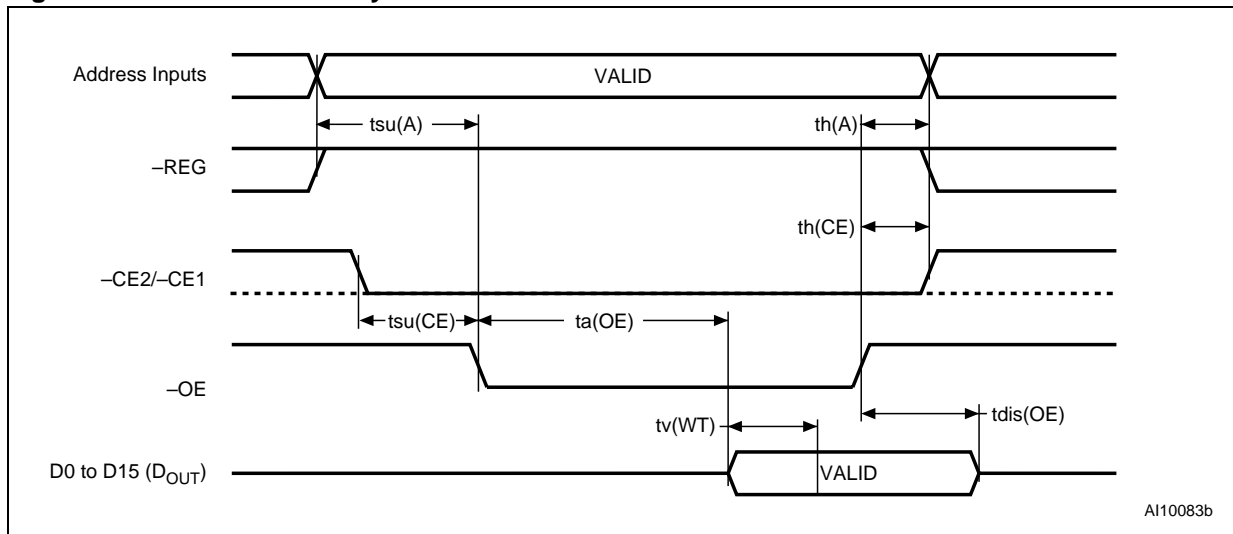 Address Inputs
VALID
tsu(A)
th(A)
–REG
th(CE)
–CE2/–CE1
tsu(CE)
ta(OE)
–OE
tv(WT)
tdis(OE)
D0 to D15 (DOUT)
VALID
AI10083b